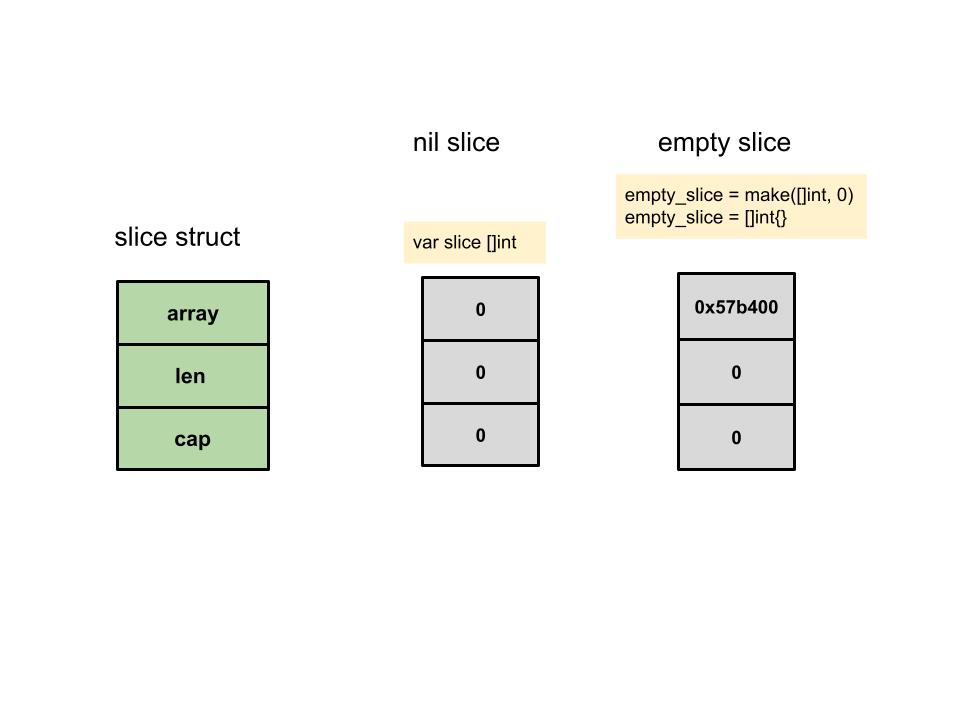 nil slice
empty slice
empty_slice = make([]int, 0)
empty_slice = []int{}
slice struct
var slice []int
array
len
cap
0
0
0
0x57b400
0
0